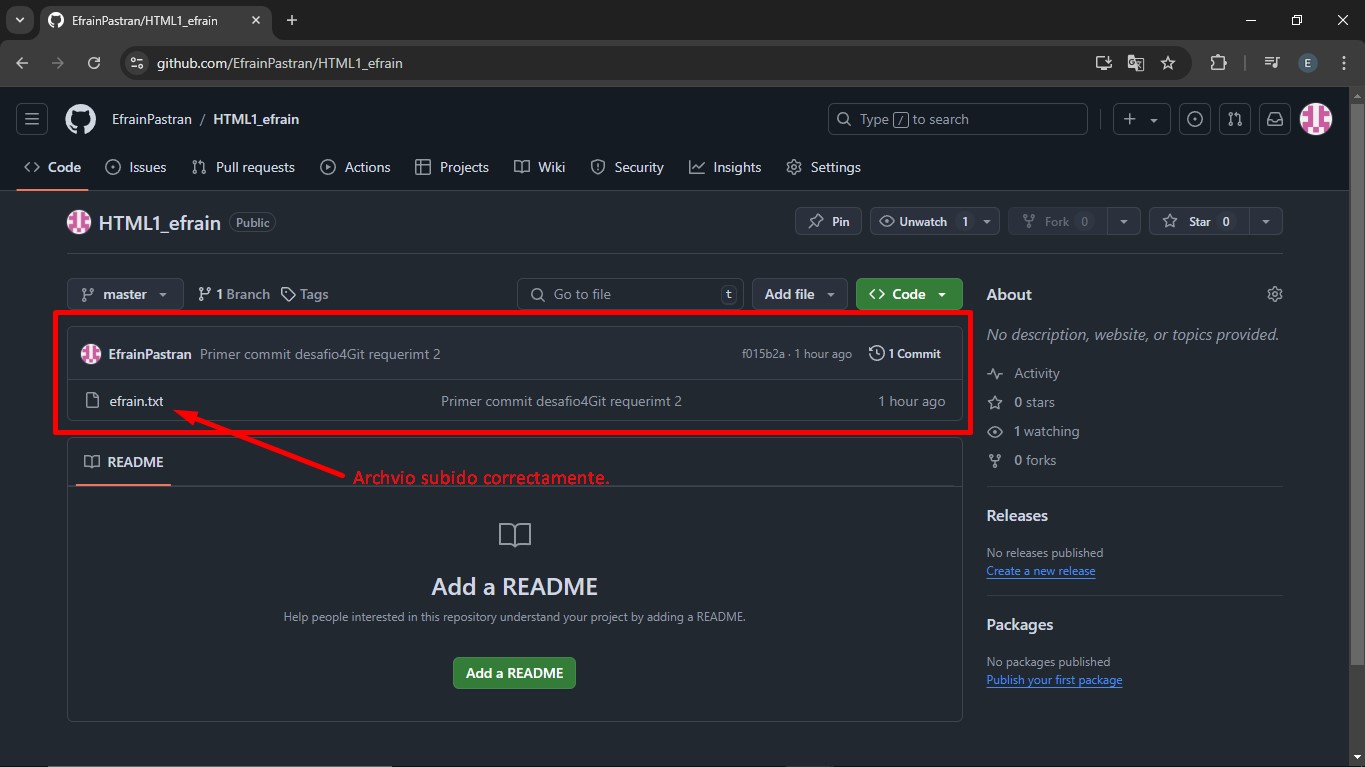 EfrainPastran/HTML1_efrain
github.com/EfrainPastran/HTML1_efrain
E
EfrainPastran / HTML1_efrain
Type / to search
Code Issues Pull requests Actions Projects Wiki Security Insights Settings
HTML1_efrain Public
Pin Unwatch 1 Fork 0 Star 0
master 1 Branch Tags
Go to file t Add file Code
EfrainPastran Primer commit desafio4Git requerimt 2 f015b2a · 1 hour ago 1 Commit
efrain.txt Primer commit desafio4Git requerimt 2 1 hour ago
README
Archvio subido correctamente.
Add a README
Help people interested in this repository understand your project by adding a README.
Add a README
About
No description, website, or topics provided.
Activity
0 stars
1 watching
0 forks
Releases
No releases published
Create a new release
Packages
No packages published
Publish your first package